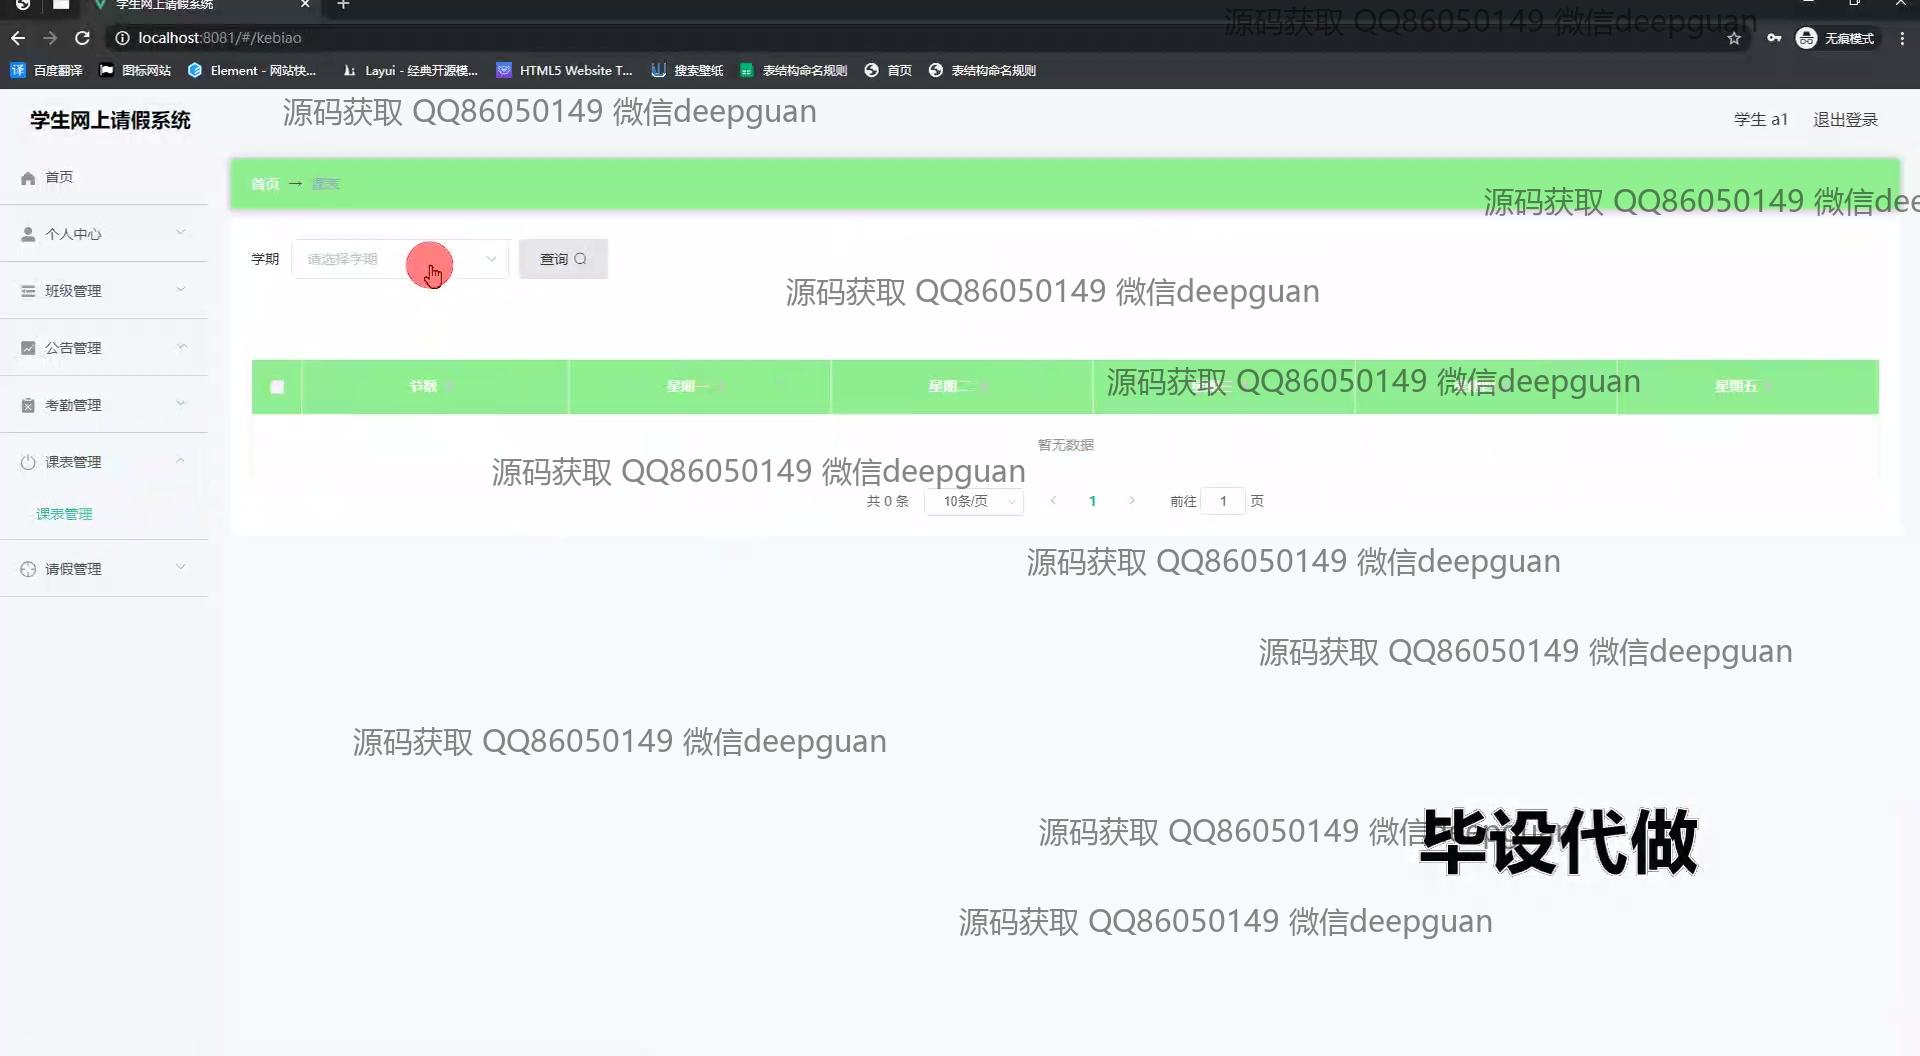 学生网上请假系统
localhost:8081/#/kebiao
源码获取 QQ86050149 微信deepguan
无痕模式
百度翻译
图标网站
Element - 网站快...
Layui - 经典开源模...
HTML5 Website T...
搜索壁纸
表结构命名规则
首页
表结构命名规则
学生网上请假系统
源码获取 QQ86050149 微信deepguan
学生 a1
退出登录
首页
个人中心
班级管理
公告管理
考勤管理
课表管理
课表管理
请假管理
首页 → 课表
源码获取 QQ86050149 微信dee
学期
请选择学期
查询
源码获取 QQ86050149 微信deepguan
节数
星期一
星期二
星期五
源码获取 QQ86050149 微信deepguan
暂无数据
源码获取 QQ86050149 微信deepguan
共 0 条
10条/页
1
前往 1 页
源码获取 QQ86050149 微信deepguan
源码获取 QQ86050149 微信deepguan
源码获取 QQ86050149 微信deepguan
源码获取 QQ86050149 微信deepguan
毕设代做
源码获取 QQ86050149 微信deepguan